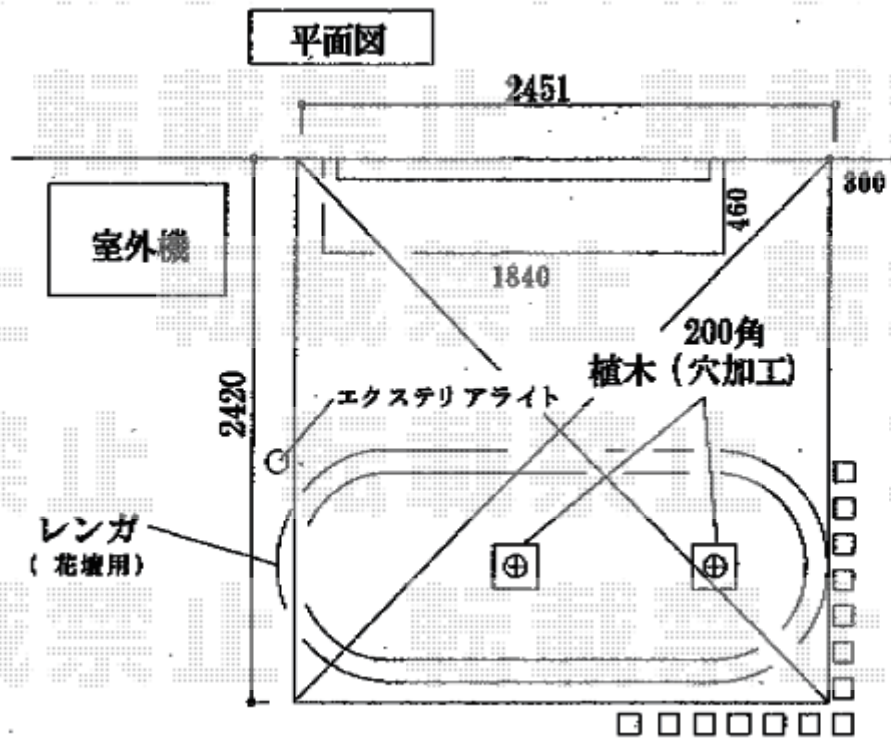 平面図
2451
300
室外機
460
1840
200角
植木（穴加工）
2420
エクステリアライト
レンガ
（ 花壇用）